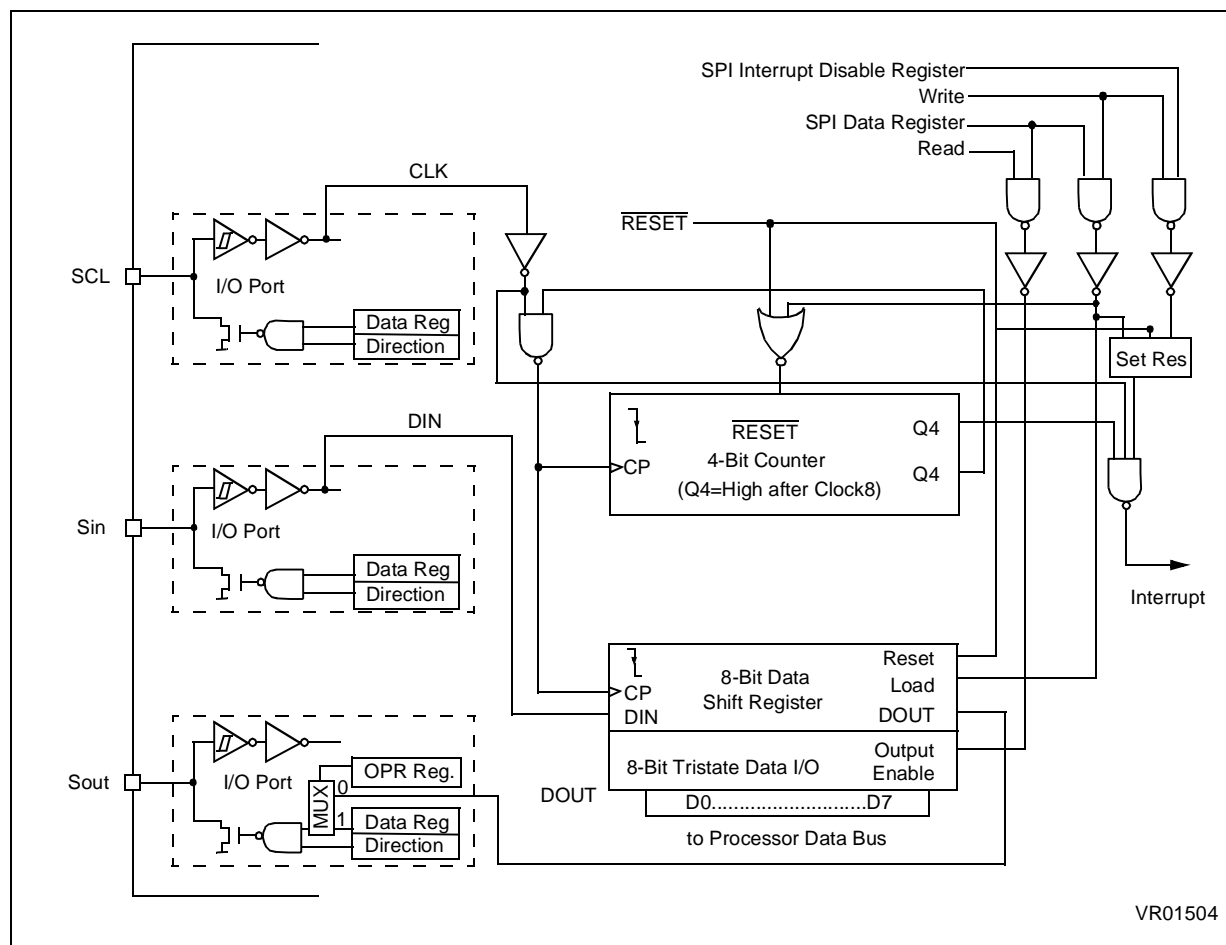 SPI Interrupt Disable Register
Write
SPI Data Register
Read
CLK
RESET
SCL
I/O Port
Data Reg
Direction
Set Res
DIN
RESET
Q4
CP
4-Bit Counter
Q4
(Q4=High after Clock8)
Sin
I/O Port
Data Reg
Direction
Interrupt
Reset
8-Bit Data
Load
CP
Shift Register
DIN
DOUT
Sout
I/O Port
OPR Reg.
MUX
0
1
Data Reg
Direction
Output
Enable
8-Bit Tristate Data I/O
DOUT
D0............................D7
to Processor Data Bus
VR01504